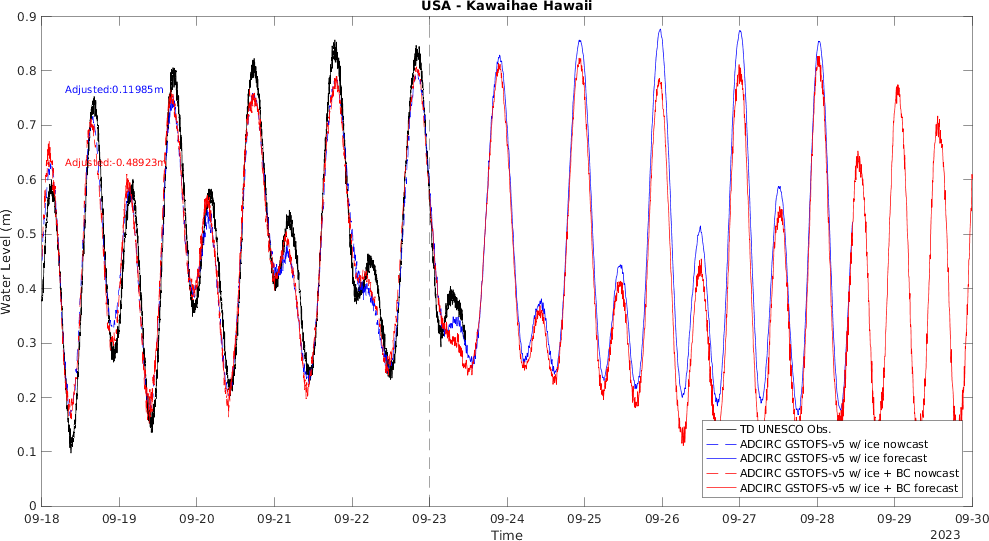 USA - Kawaihae Hawaii
0.9
0.8
0.7
0.6
0.5
0.4
0.3
0.2
0.1
0
Water Level (m)
Adjusted:0.11985m
Adjusted:-0.48923m
TD UNESCO Obs.
ADCIRC GSTOFS-v5 w/ ice nowcast
ADCIRC GSTOFS-v5 w/ ice forecast
ADCIRC GSTOFS-v5 w/ ice + BC nowcast
ADCIRC GSTOFS-v5 w/ ice + BC forecast
09-18 09-19 09-20 09-21 09-22 09-23 09-24 09-25 09-26 09-27 09-28 09-29 09-30
Time
2023